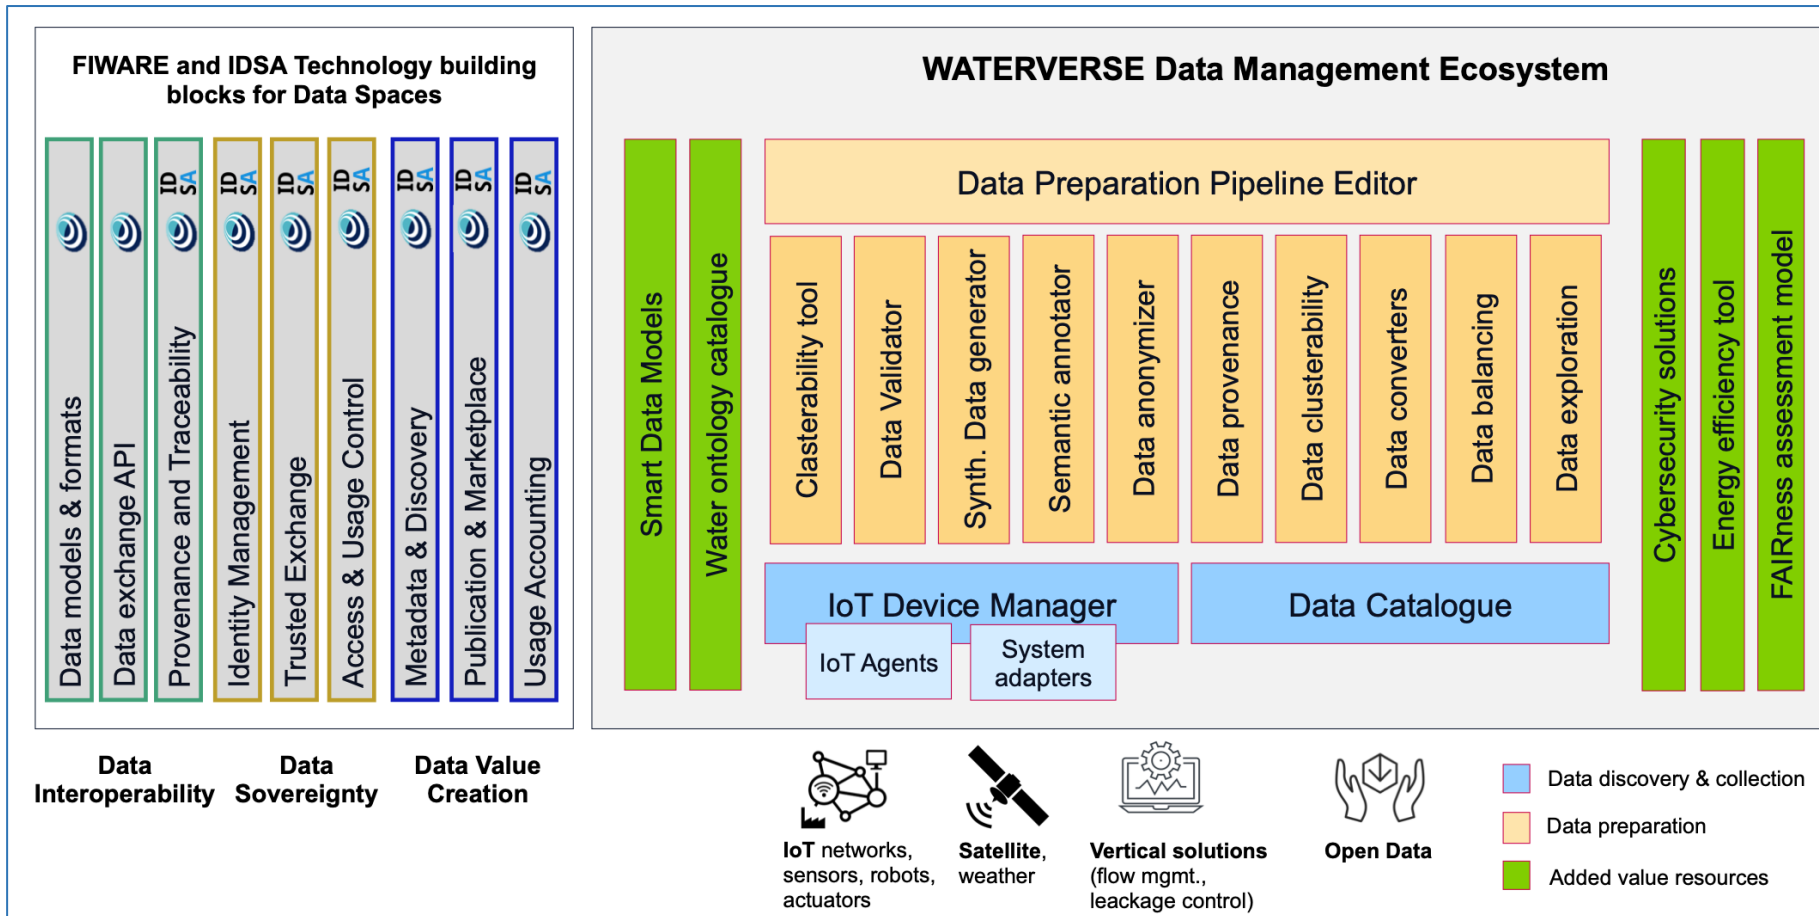 FIWARE and IDSA Technology building
blocks for Data Spaces
Data models & formats
Data exchange API
Provenance and Traceability
ID
SA
Identity Management
ID
SA
Trusted Exchange
ID
SA
Access & Usage Control
ID
SA
Metadata & Discovery
ID
SA
Publication & Marketplace
ID
SA
Usage Accounting
ID
SA
Data
Interoperability
Data
Sovereignty
Data Value
Creation
WATERVERSE Data Management Ecosystem
Smart Data Models
Water ontology catalogue
Data Preparation Pipeline Editor
Clasterability tool
Data Validator
Synth. Data generator
Semantic annotator
Data anonymizer
Data provenance
Data clusterability
Data converters
Data balancing
Data exploration
IoT Device Manager
Data Catalogue
IoT Agents
System
adapters
Cybersecurity solutions
Energy efficiency tool
FAIRness assessment model
IoT networks,
sensors, robots,
actuators
Satellite,
weather
Vertical solutions
(flow mgmt.,
leackage control)
Open Data
Data discovery & collection
Data preparation
Added value resources